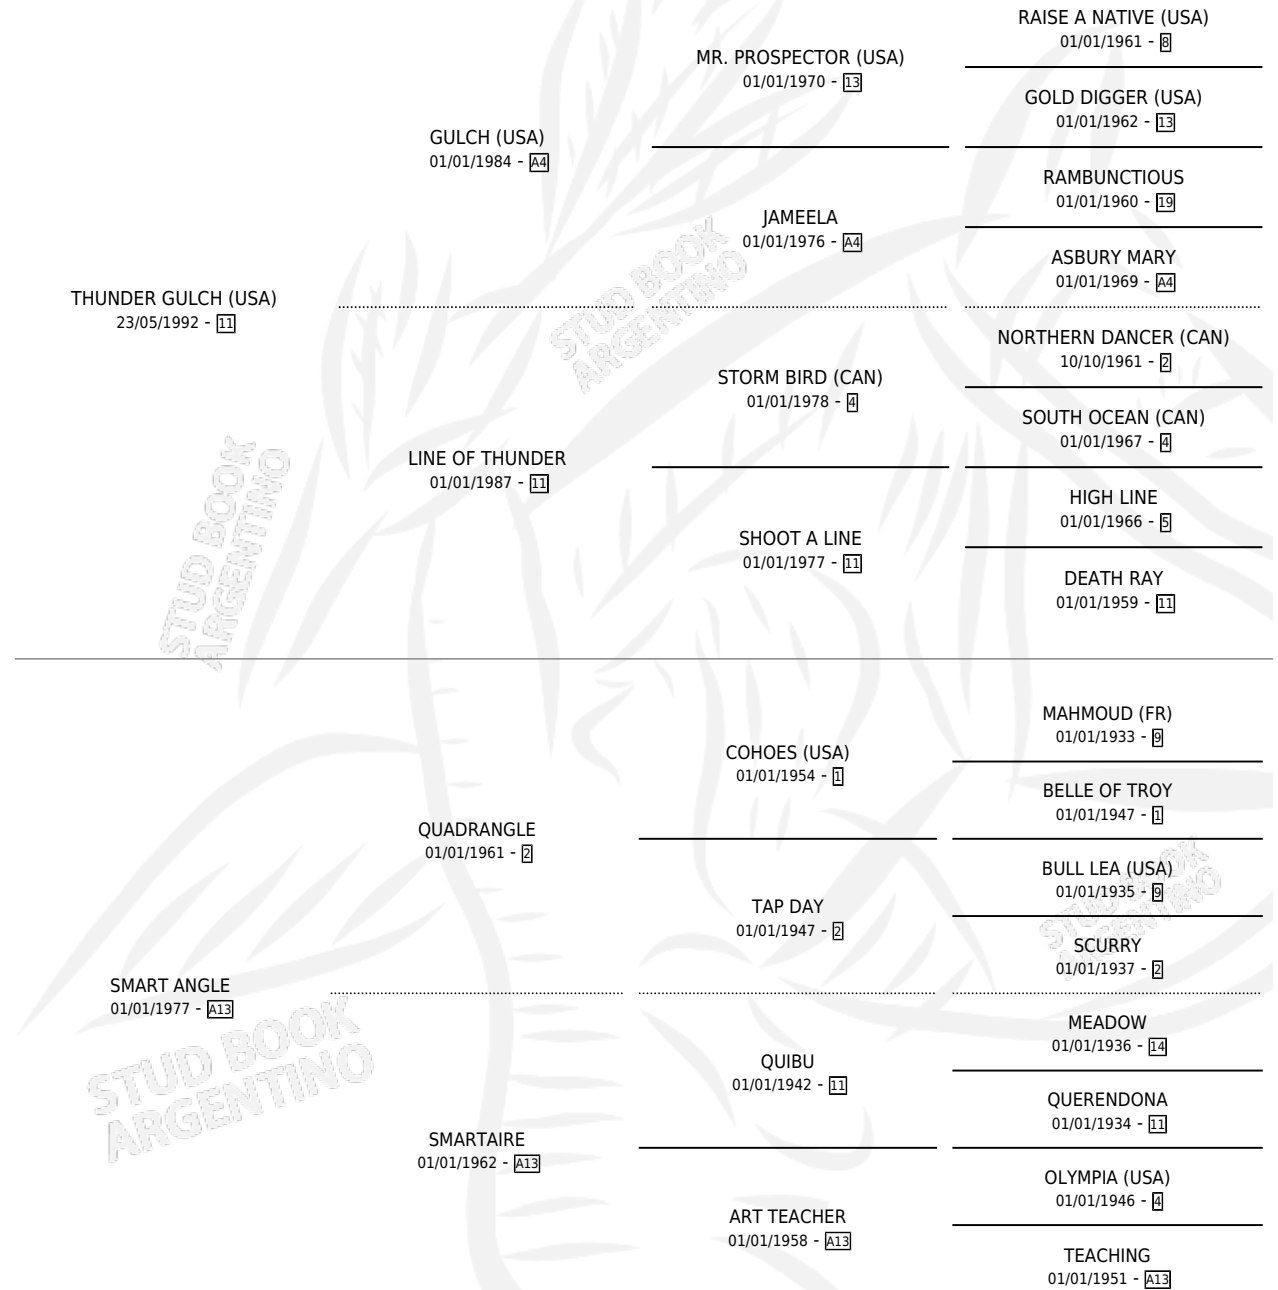 RAISE A NATIVE (USA)
01/01/1961 - 8
MR. PROSPECTOR (USA)
01/01/1970 - 13
GOLD DIGGER (USA)
01/01/1962 - 13
GULCH (USA)
01/01/1984 - A4
RAMBUNCTIOUS
01/01/1960 - 19
JAMEELA
01/01/1976 - A4
ASBURY MARY
01/01/1969 - A4
THUNDER GULCH (USA)
23/05/1992 - 11
STUD BOOK
ARGENTINO
NORTHERN DANCER (CAN)
10/10/1961 - 2
STORM BIRD (CAN)
01/01/1978 - 4
SOUTH OCEAN (CAN)
01/01/1967 - 4
LINE OF THUNDER
01/01/1987 - 11
HIGH LINE
01/01/1966 - 5
SHOOT A LINE
01/01/1977 - 11
DEATH RAY
01/01/1959 - 11
STUD BOOK
ARGENTINO
MAHMOUD (FR)
01/01/1933 - 9
COHOES (USA)
01/01/1954 - 1
BELLE OF TROY
01/01/1947 - 1
QUADRANGLE
01/01/1961 - 2
BULL LEA (USA)
01/01/1935 - 9
TAP DAY
01/01/1947 - 2
STUD BOOK
ARGENTINO
SCURRY
01/01/1937 - 2
SMART ANGLE
01/01/1977 - A13
MEADOW
01/01/1936 - 14
QUIBU
01/01/1942 - 11
QUERENDONA
01/01/1934 - 11
STUD BOOK
ARGENTINO
SMARTAIRE
01/01/1962 - A13
OLYMPIA (USA)
01/01/1946 - 4
ART TEACHER
01/01/1958 - A13
TEACHING
01/01/1951 - A13